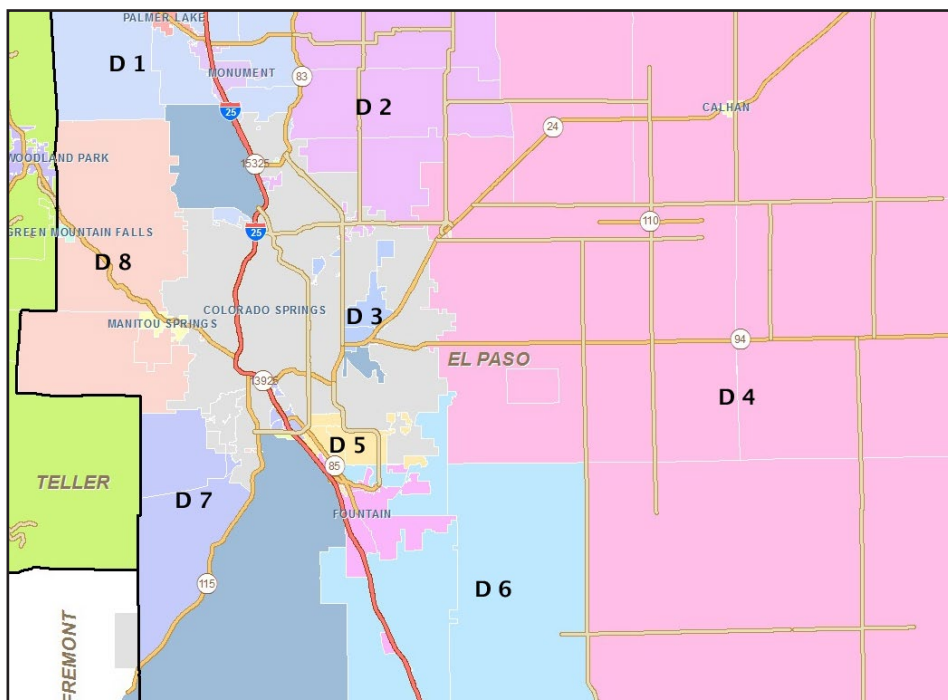 PALMER LAKE
D 1
MONUMENT
83
D 2
25
CALHAN
24
15325
WOODLAND PARK
110
25
GREEN MOUNTAIN FALLS
D 8
COLORADO SPRINGS
D 3
MANITOU SPRINGS
94
EL PASO
13925
D 4
D 5
85
TELLER
D 7
FOUNTAIN
115
D 6
FREMONT